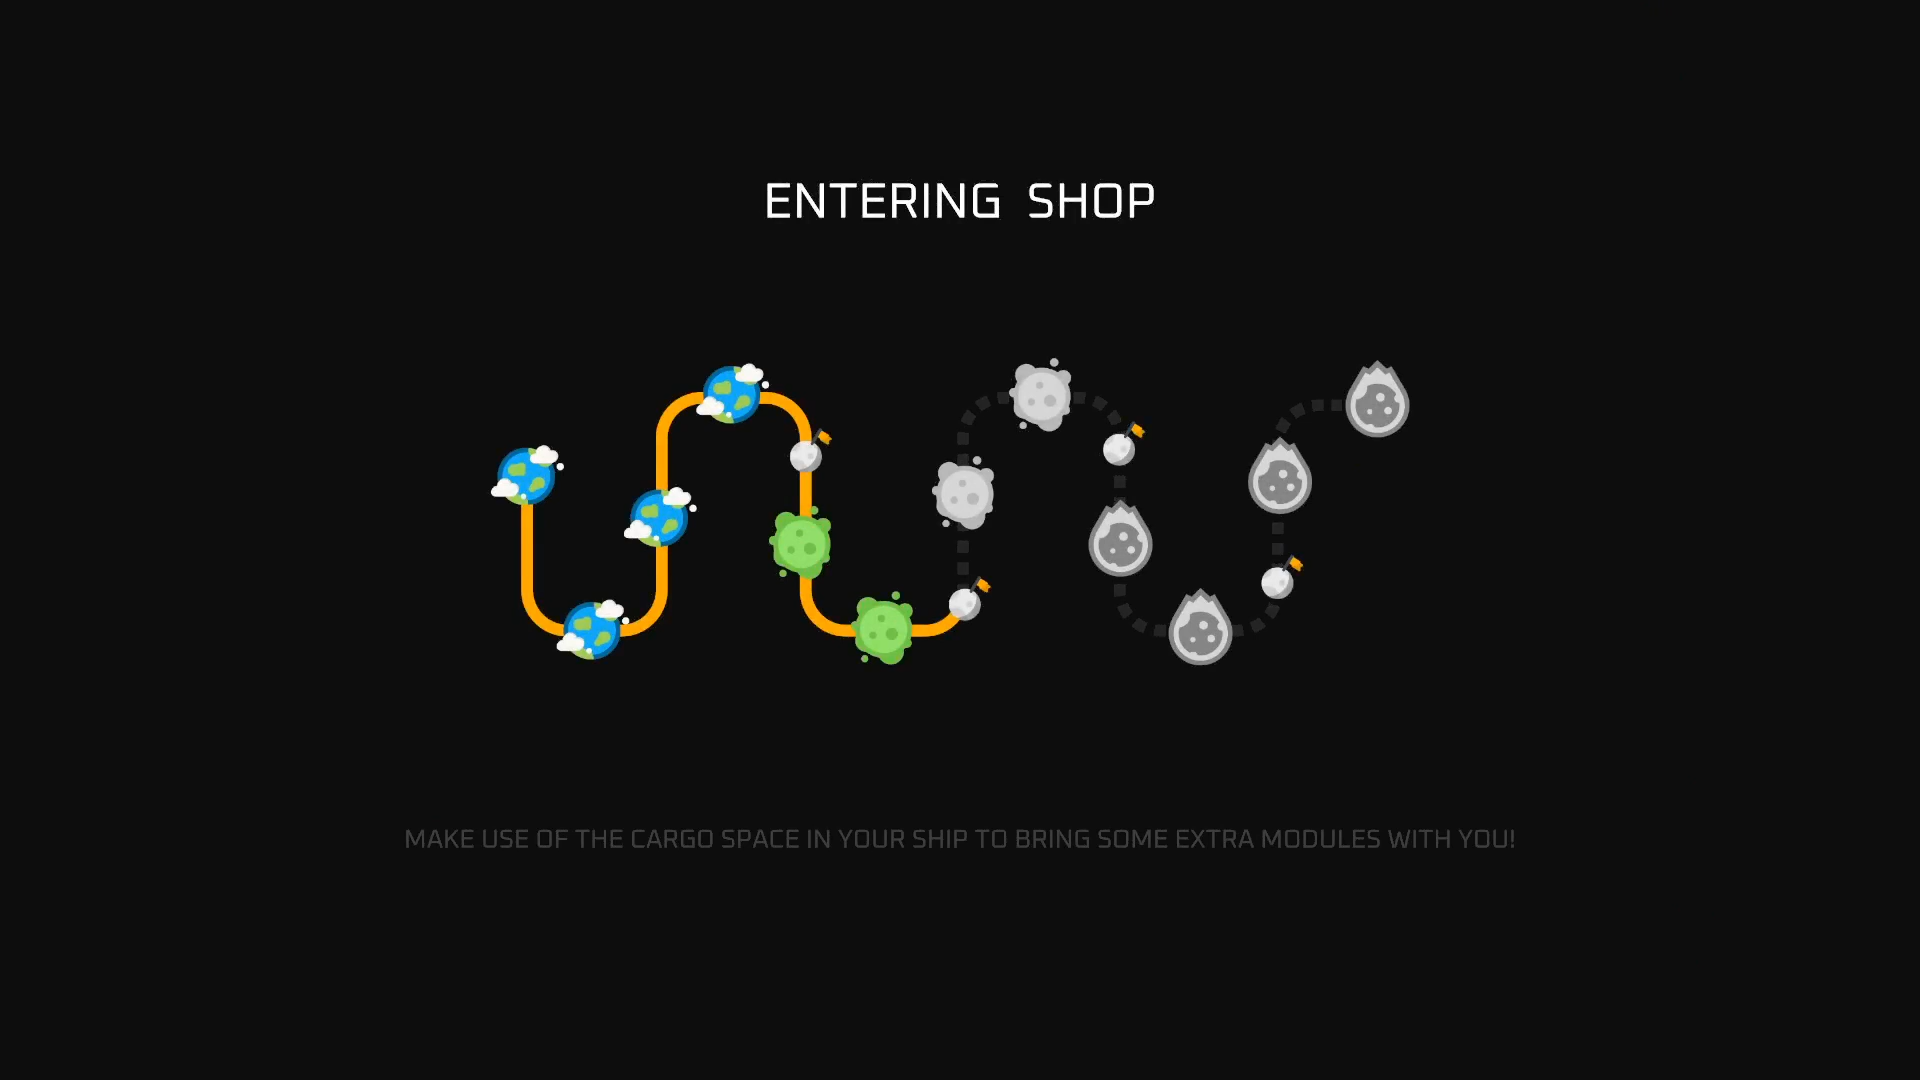 ENTERING SHOP
MAKE USE OF THE CARGO SPACE IN YOUR SHIP TO BRING SOME EXTRA MODULES WITH YOU!